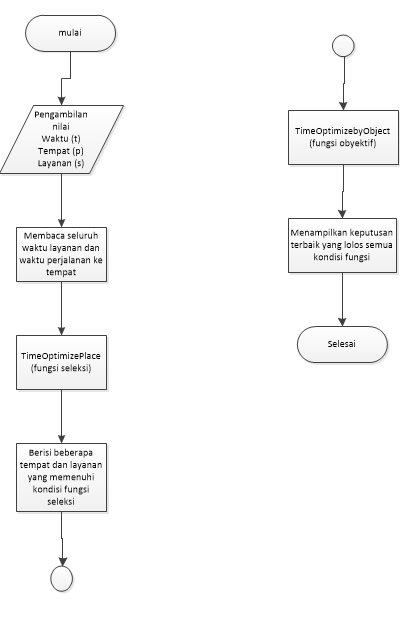 mulai
Pengambilan
nilai
Waktu (t)
Tempat (p)
Layanan (s)
Membaca seluruh
waktu layanan dan
waktu perjalanan ke
tempat
TimeOptimizePlace
(fungsi seleksi)
Berisi beberapa
tempat dan layanan
yang memenuhi
kondisi fungsi
seleksi
TimeOptimizebyObject
(fungsi obyektif)
Menampilkan keputusan
terbaik yang lolos semua
kondisi fungsi
Selesai